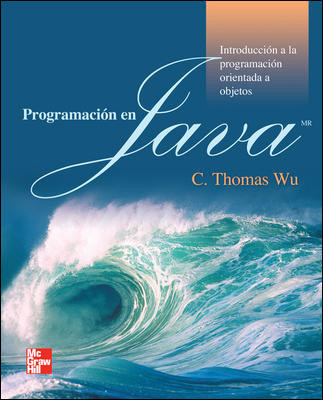 Introducción a la
programación
orientada a
objetos
Programación en
Java MR
C. Thomas Wu
Mc
Graw
Hill